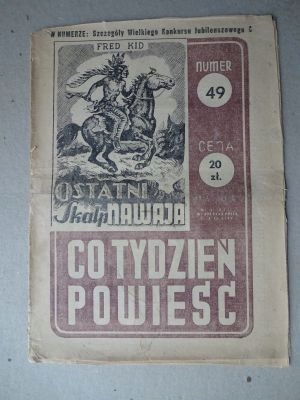 W NUMERZE: Szczegóły Wielkiego Konkursu Jubileuszowego
FRED KID
NUMER
49
CENA
20
zł.
OSTATNI
Skalp NAWAJA
CO TYDZIEŃ
POWIEŚĆ